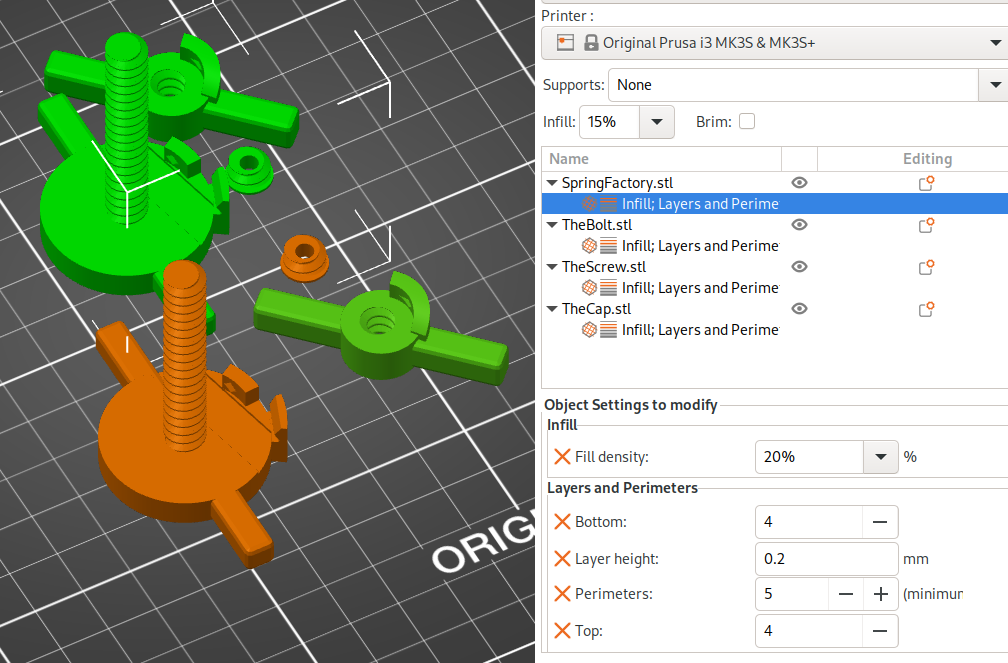 Printer :
Original Prusa i3 MK3S & MK3S+
Supports: None
Infill: 15% Brim:
Name Editing
SpringFactory.stl
Infill; Layers and Perime
TheBolt.stl
Infill; Layers and Perime
TheScrew.stl
Infill; Layers and Perime
TheCap.stl
Infill; Layers and Perime
Object Settings to modify
Infill
Fill density: 20% %
Layers and Perimeters
Bottom: 4
Layer height: 0.2 mm
Perimeters: 5 (minimur
Top: 4
ORIG